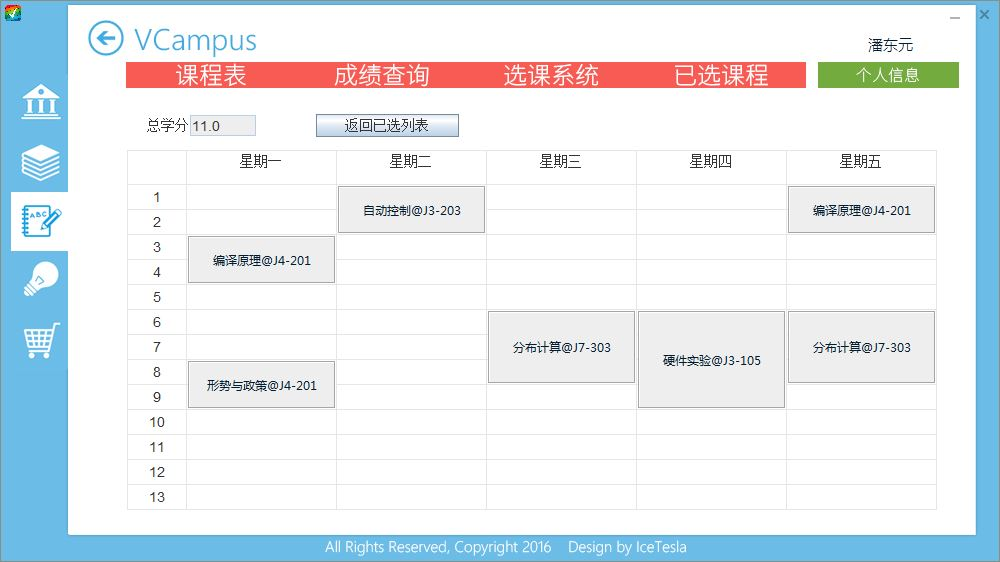 VCampus
潘东元
课程表 成绩查询 选课系统 已选课程 个人信息
总学分 11.0 返回已选列表
星期一 星期二 星期三 星期四 星期五
1
自动控制@J3-203 编译原理@J4-201
2
3
编译原理@J4-201
4
5
6
7
分布计算@J7-303 硬件实验@J3-105 分布计算@J7-303
8
形势与政策@J4-201
9
10
11
12
13
All Rights Reserved, Copyright 2016 Design by IceTesla